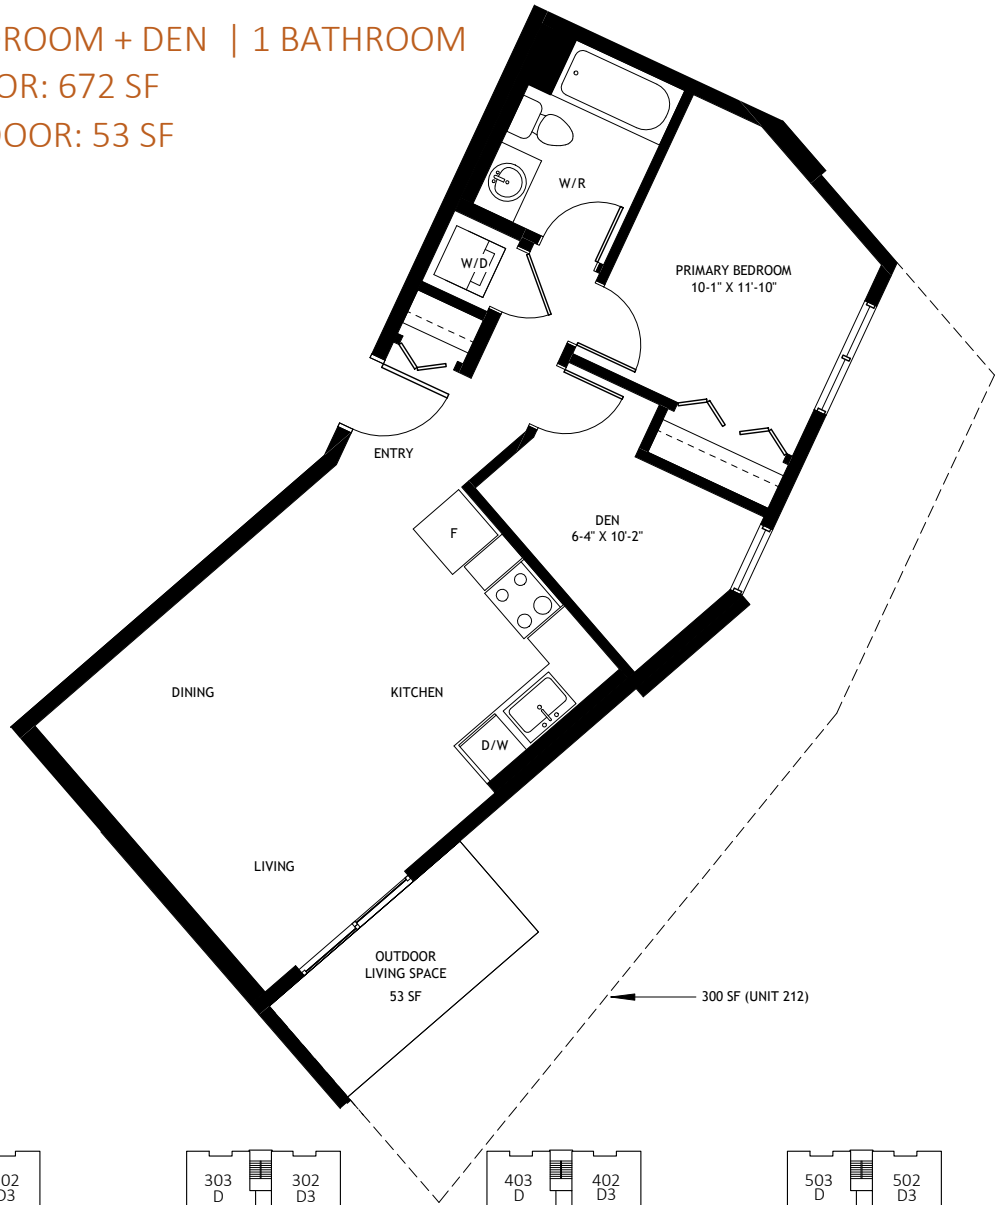 ROOM + DEN | 1 BATHROOM
OR: 672 SF
DOOR: 53 SF
W/R
W/D
PRIMARY BEDROOM
10-1" X 11'-10"
ENTRY
F
DEN
6-4" X 10'-2"
DINING
KITCHEN
D/W
LIVING
OUTDOOR
LIVING SPACE
53 SF
300 SF (UNIT 212)
02
D3
303
D
302
D3
403
D
402
D3
503
D
502
D3